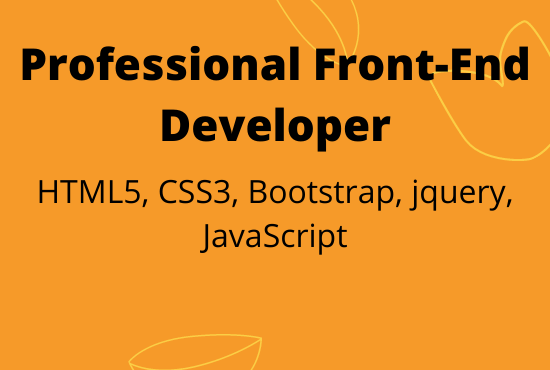 Professional Front-End
Developer
HTML5, CSS3, Bootstrap, jquery,
JavaScript